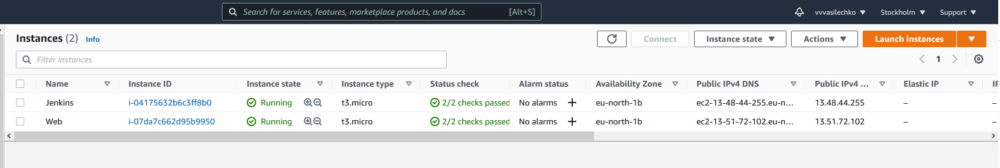 Search for services, features, marketplace products, and docs [Alt+S] vvvasilechko Stockholm Support
Instances (2) Info Connect Instance state Actions Launch instances
Filter instances 1
Name Instance ID Instance state Instance type Status check Alarm status Availability Zone Public IPv4 DNS Public IPv4 ... Elastic IP IP
Jenkins i-04175632b6c3ff8b0 Running t3.micro 2/2 checks passed No alarms + eu-north-1b ec2-13-48-44-255.eu-n... 13.48.44.255 – –
Web i-07da7c662d95b9950 Running t3.micro 2/2 checks passed No alarms + eu-north-1b ec2-13-51-72-102.eu-n... 13.51.72.102 – –